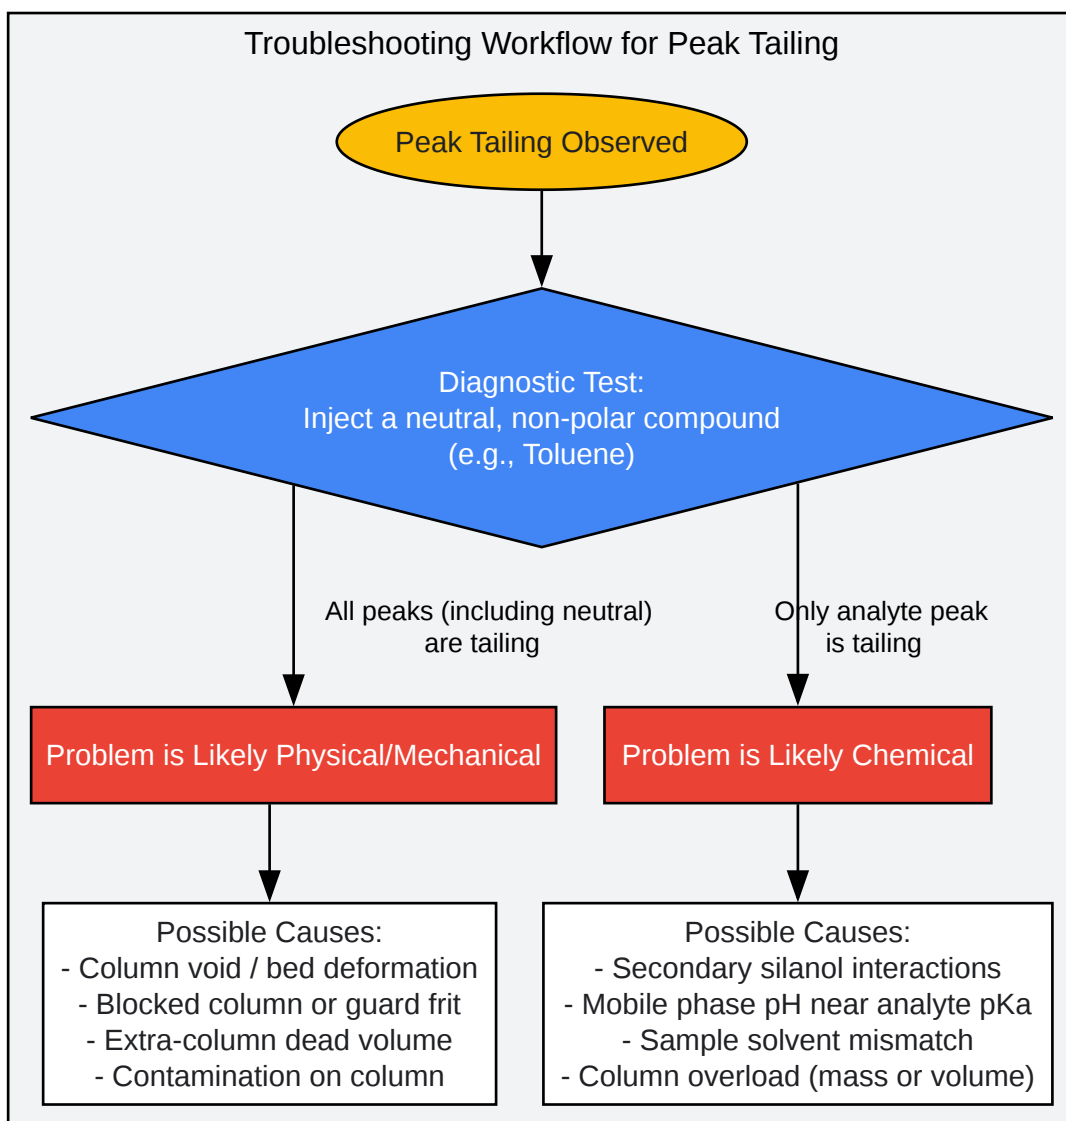 Troubleshooting Workflow for Peak Tailing
Peak Tailing Observed
Diagnostic Test:
Inject a neutral, non-polar compound
(e.g., Toluene)
All peaks (including neutral)
are tailing
Only analyte peak
is tailing
Problem is Likely Physical/Mechanical
Problem is Likely Chemical
Possible Causes:
- Column void / bed deformation
- Blocked column or guard frit
- Extra-column dead volume
- Contamination on column
Possible Causes:
- Secondary silanol interactions
- Mobile phase pH near analyte pKa
- Sample solvent mismatch
- Column overload (mass or volume)